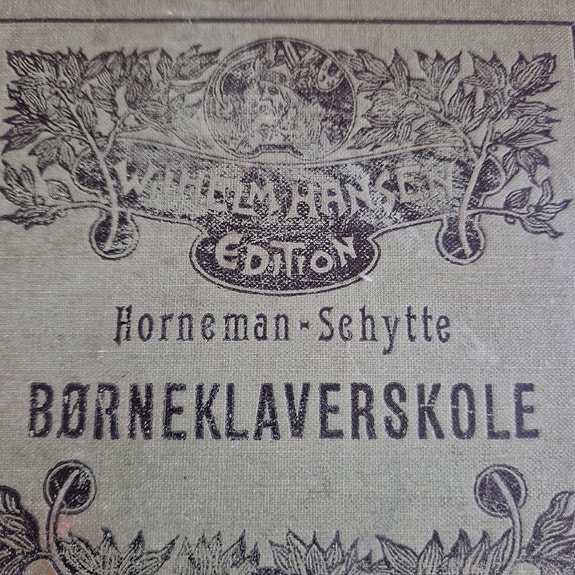 WILHELM HANSEN
EDITION
Horneman-Schytte
BØRNEKLAVERSKOLE